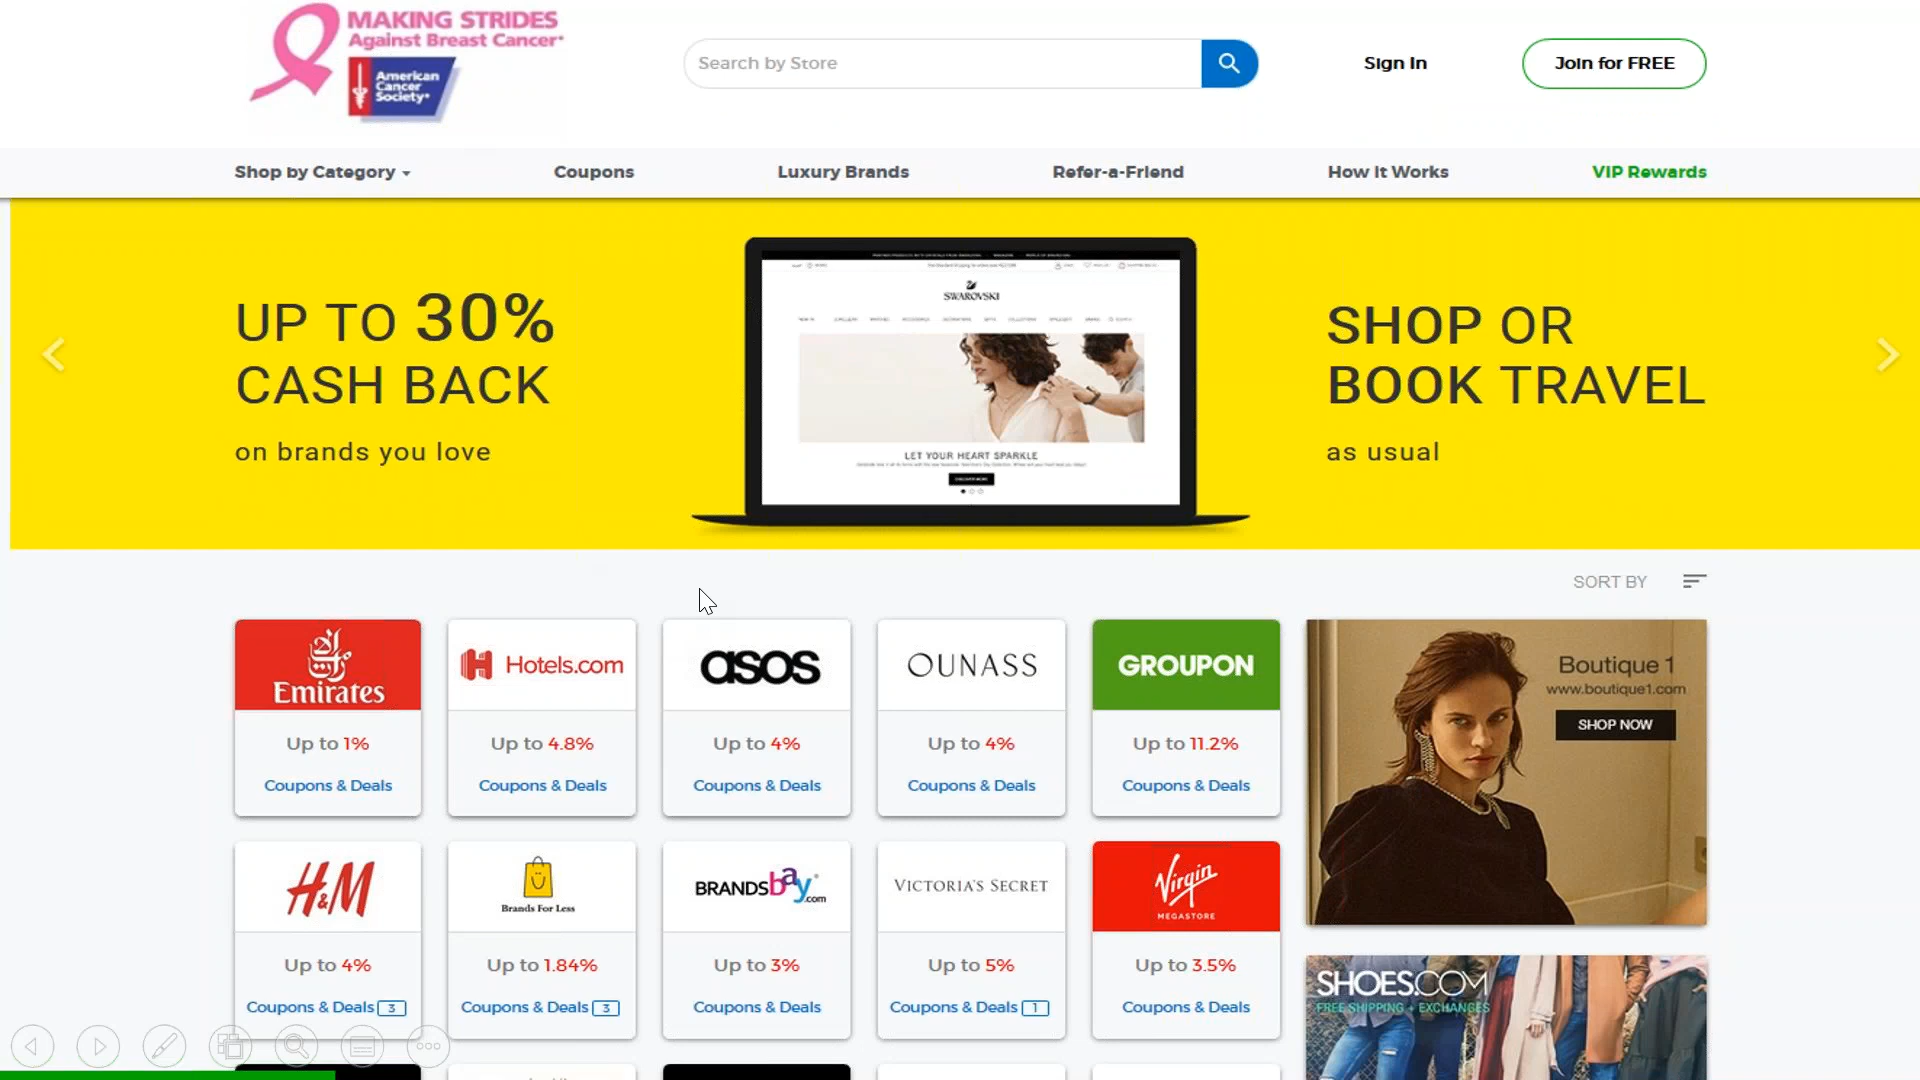 MAKING STRIDES
Against Breast Cancer
American
Cancer
Society
Search by Store
Sign In
Join for FREE
Shop by Category
Coupons
Luxury Brands
Refer-a-Friend
How It Works
VIP Rewards
UP TO 30%
CASH BACK
on brands you love
SWAROVSKI
LET YOUR HEART SPARKLE
SHOP OR
BOOK TRAVEL
as usual
SORT BY
Emirates
Hotels.com
asos
OUNASS
GROUPON
Up to 1%
Up to 4.8%
Up to 4%
Up to 4%
Up to 11.2%
Coupons & Deals
Coupons & Deals
Coupons & Deals
Coupons & Deals
Coupons & Deals
Boutique 1
www.boutique1.com
SHOP NOW
H&M
Brands For Less
BRANDSbay.com
VICTORIA'S SECRET
Virgin
MEGASTORE
Up to 4%
Up to 1.84%
Up to 3%
Up to 5%
Up to 3.5%
Coupons & Deals 3
Coupons & Deals 3
Coupons & Deals
Coupons & Deals 1
Coupons & Deals
SHOES.COM
FREE SHIPPING + EXCHANGES